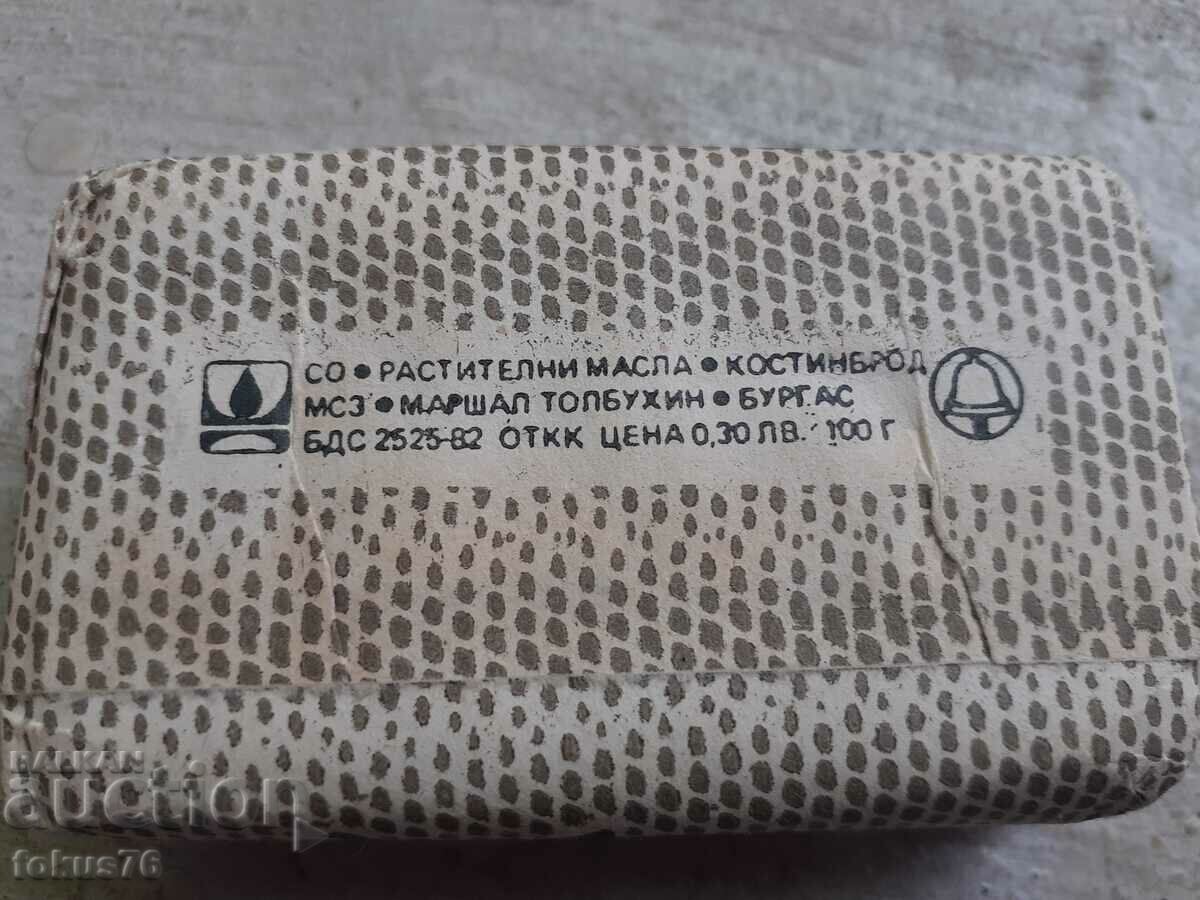 СО • РАСТИТЕЛНИ МАСЛА • КОСТИНБРОД
МСЗ • МАРШАЛ ТОЛБУХИН • БУРГАС
БДС 2525-82 ОТКК ЦЕНА 0,30 ЛВ. 100 Г
BALKAN
auction
tokus76